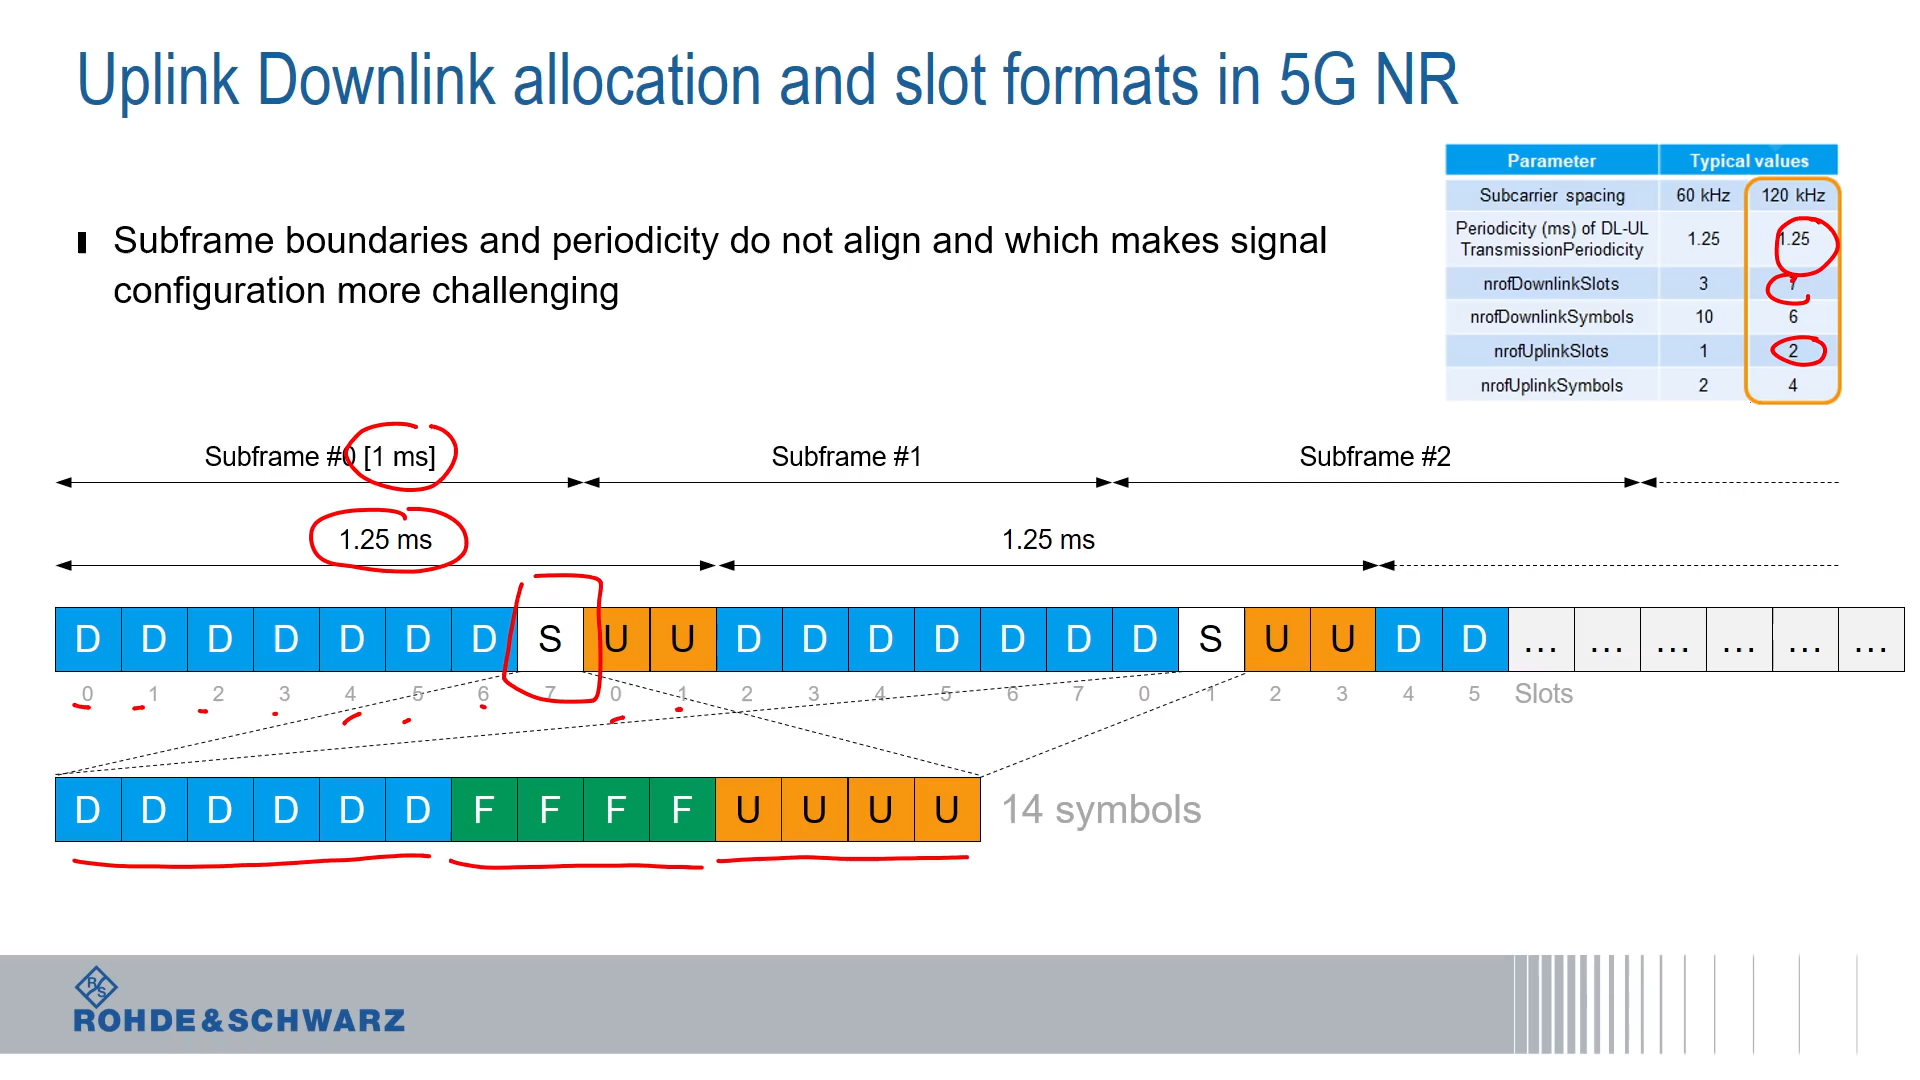 Uplink Downlink allocation and slot formats in 5G NR
Parameter Typical values
Subcarrier spacing 60 kHz 120 kHz
Periodicity (ms) of DL-UL
TransmissionPeriodicity 1.25 1.25
nrofDownlinkSlots 3 7
nrofDownlinkSymbols 10 6
nrofUplinkSlots 1 2
nrofUplinkSymbols 2 4
Subframe boundaries and periodicity do not align and which makes signal
configuration more challenging
Subframe #0 [1 ms] Subframe #1 Subframe #2
1.25 ms 1.25 ms
D D D D D D D S U U D D D D D D D S U U D D ... ... ... ... ... ...
0 1 2 3 4 5 6 7 0 1 2 3 4 5 6 7 0 1 2 3 4 5 Slots
D D D D D D F F F F U U U U 14 symbols
R S
ROHDE&SCHWARZ